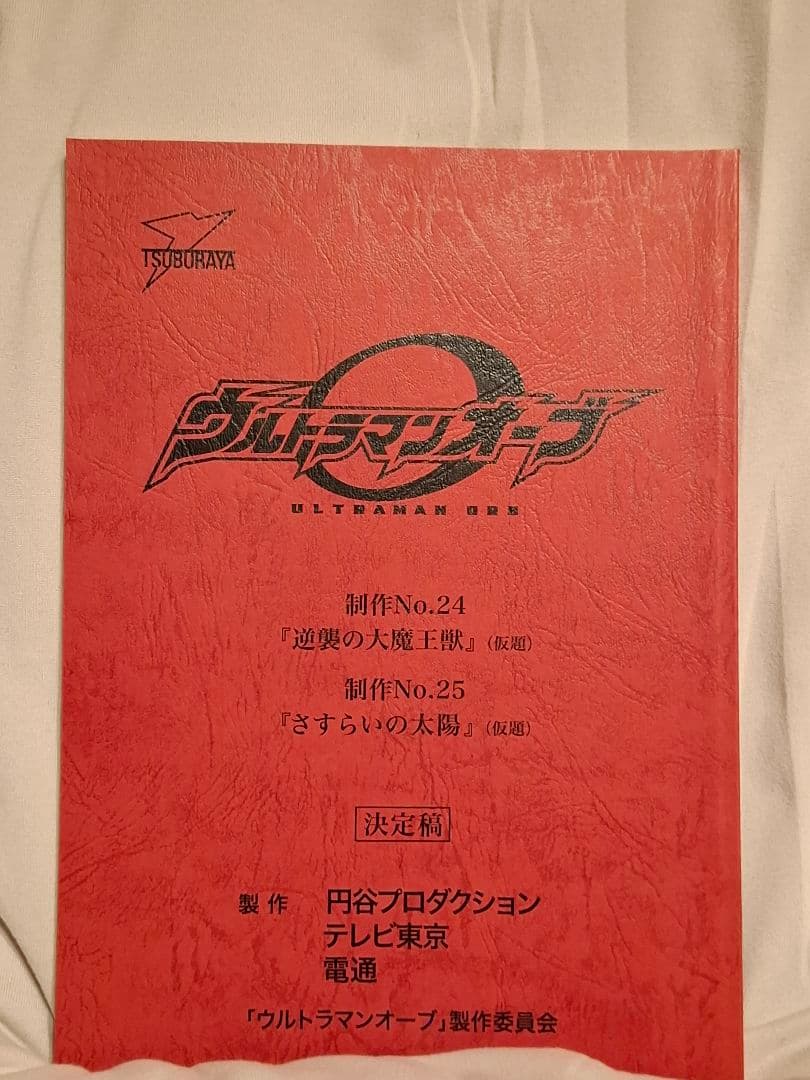 TSUBURAYA
ウルトラマンオーブ
ULTRAMAN ORB
制作No.24
『逆襲の大魔王獣』(仮題)
制作No.25
『さすらいの太陽』(仮題)
決定稿
製作 円谷プロダクション
テレビ東京
電通
「ウルトラマンオーブ」製作委員会